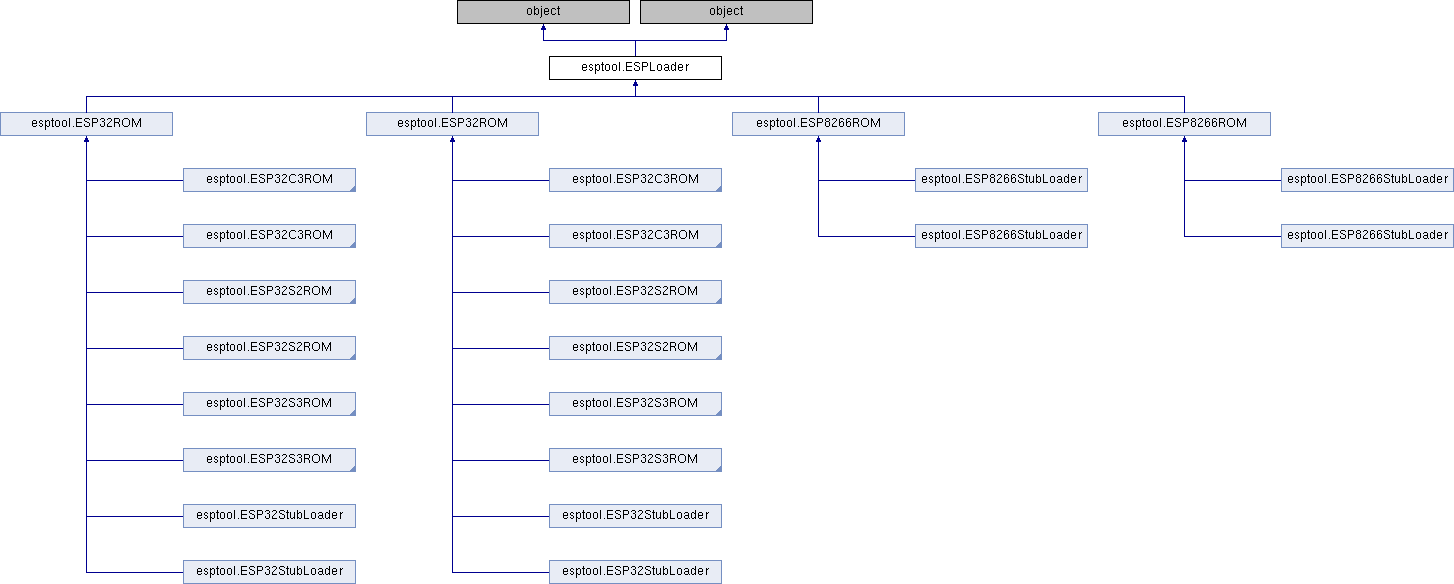 object
object
esptool.ESPLoader
esptool.ESP32ROM
esptool.ESP32ROM
esptool.ESP8266ROM
esptool.ESP8266ROM
esptool.ESP32C3ROM
esptool.ESP32C3ROM
esptool.ESP8266StubLoader
esptool.ESP8266StubLoader
esptool.ESP32C3ROM
esptool.ESP32C3ROM
esptool.ESP8266StubLoader
esptool.ESP8266StubLoader
esptool.ESP32S2ROM
esptool.ESP32S2ROM
esptool.ESP32S2ROM
esptool.ESP32S2ROM
esptool.ESP32S3ROM
esptool.ESP32S3ROM
esptool.ESP32S3ROM
esptool.ESP32S3ROM
esptool.ESP32StubLoader
esptool.ESP32StubLoader
esptool.ESP32StubLoader
esptool.ESP32StubLoader